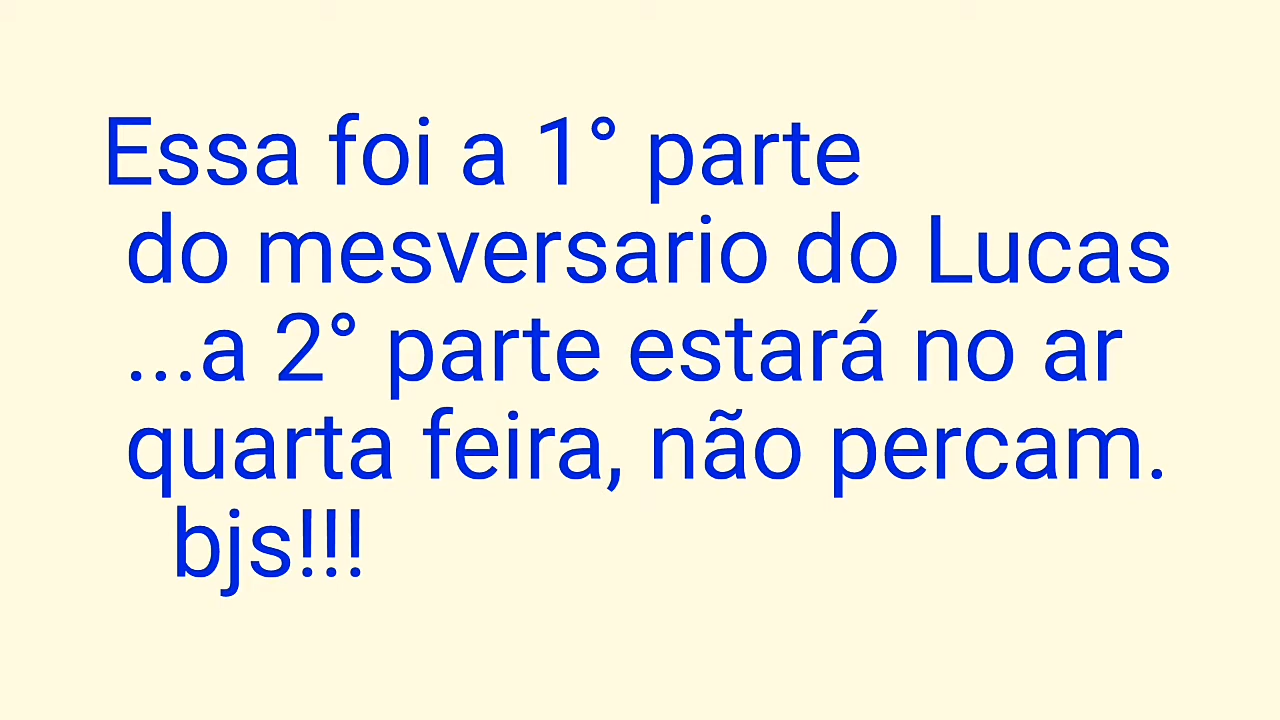 Essa foi a 1° parte
do mesversario do Lucas
...a 2° parte estará no ar
quarta feira, não percam.
bjs!!!